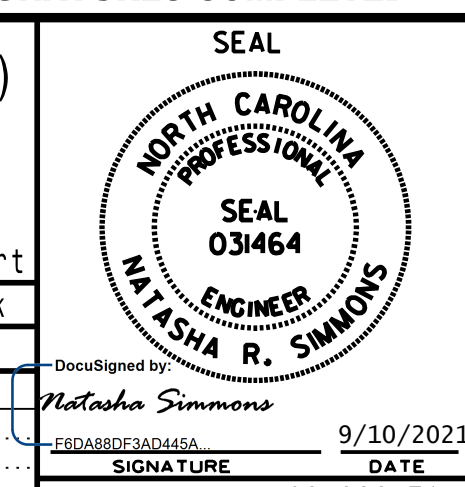 SEAL
NORTH CAROLINA
PROFESSIONAL
SEAL
031464
ENGINEER
NATASHA R. SIMMONS
DocuSigned by:
Natasha Simmons
F6DA88DF3AD445A...
9/10/2021
SIGNATURE
DATE